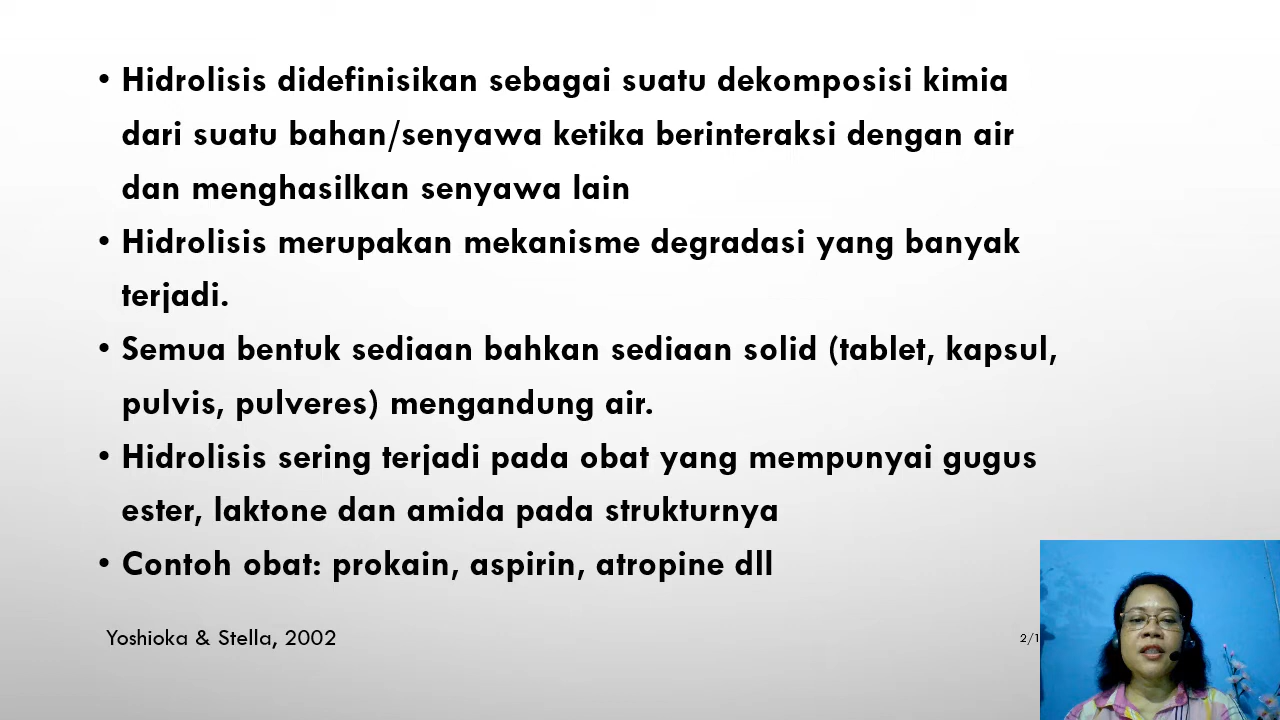 • Hidrolisis didefinisikan sebagai suatu dekomposisi kimia
dari suatu bahan/senyawa ketika berinteraksi dengan air
dan menghasilkan senyawa lain
• Hidrolisis merupakan mekanisme degradasi yang banyak
terjadi.
• Semua bentuk sediaan bahkan sediaan solid (tablet, kapsul,
pulvis, pulveres) mengandung air.
• Hidrolisis sering terjadi pada obat yang mempunyai gugus
ester, laktone dan amida pada strukturnya
• Contoh obat: prokain, aspirin, atropine dll
Yoshioka & Stella, 2002
2/1